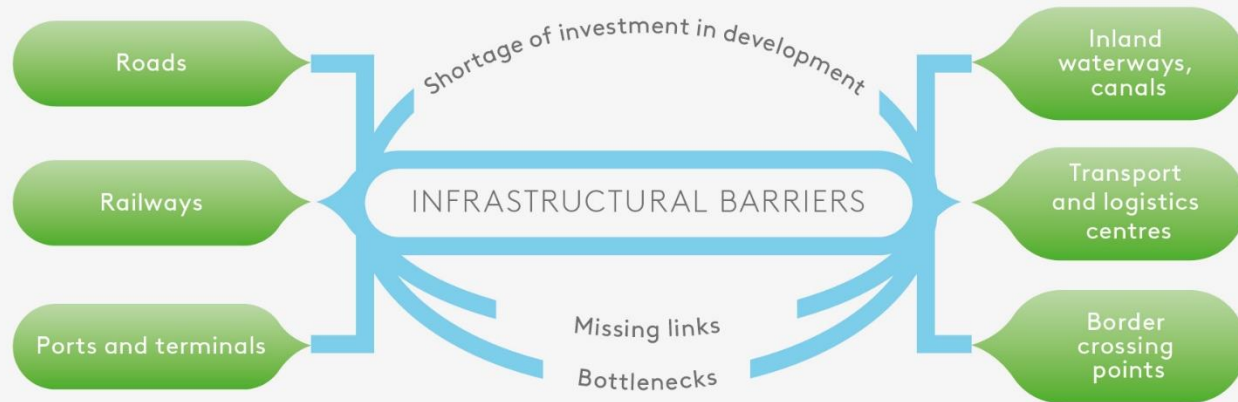 Shortage of investment in development
Roads
Inland
waterways,
canals
Railways
INFRASTRUCTURAL BARRIERS
Transport
and logistics
centres
Ports and terminals
Missing links
Bottlenecks
Border
crossing
points